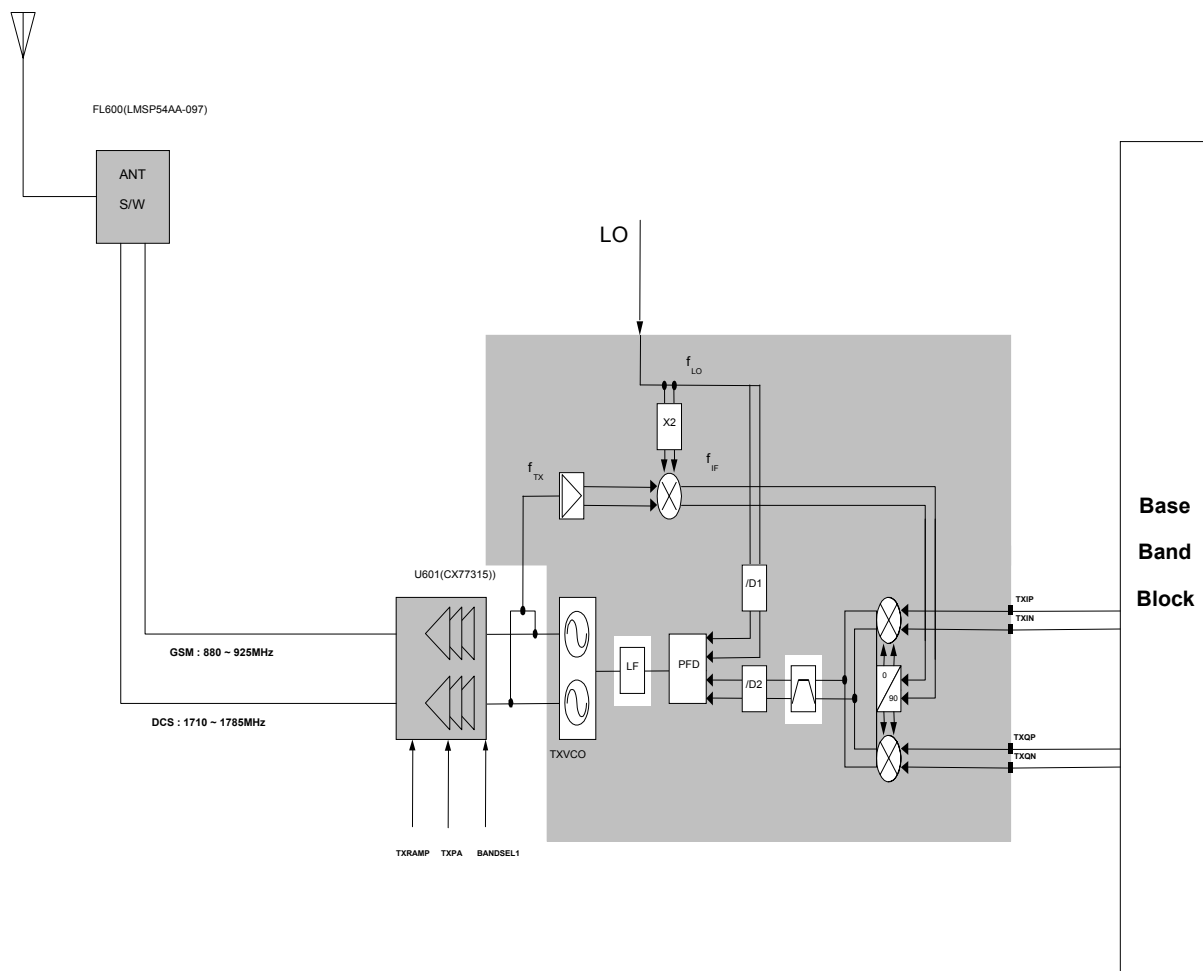 FL600(LMSP54AA-097)
ANT
S/W
LO
f LO
X2
f TX
f IF
Base
Band
Block
U601(CX77315))
/D1
TXIP
TXIN
GSM : 880 ~ 925MHz
LF
PFD
/D2
0
90
DCS : 1710 ~ 1785MHz
TXVCO
TXQP
TXQN
TXRAMP
TXPA
BANDSEL1